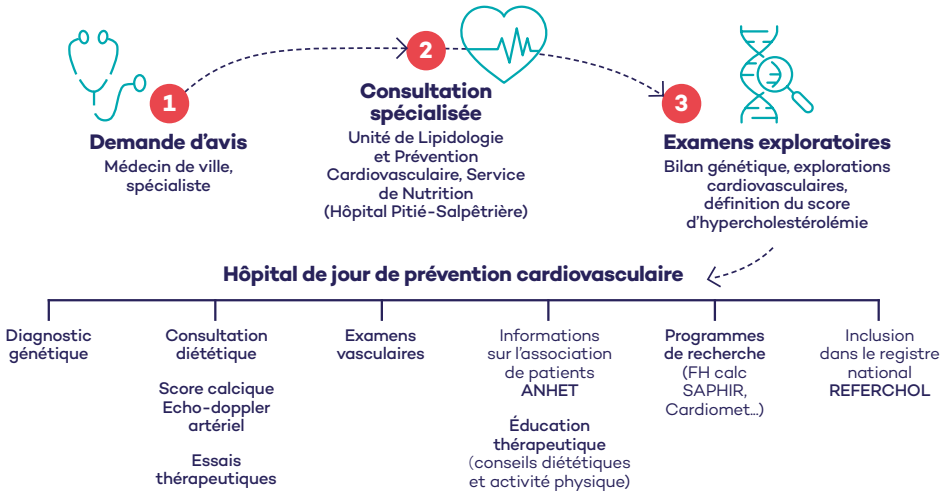 1
Demande d'avis
Médecin de ville,
spécialiste
2
Consultation
spécialisée
Unité de Lipidologie
et Prévention
Cardiovasculaire, Service
de Nutrition
(Hôpital Pitié-Salpêtrière)
3
Examens exploratoires
Bilan génétique, explorations
cardiovasculaires,
définition du score
d'hypercholestérolémie
Hôpital de jour de prévention cardiovasculaire
Diagnostic
génétique
Consultation
diététique
Score calcique
Echo-doppler
artériel
Essais
thérapeutiques
Examens
vasculaires
Informations
sur l'association
de patients
ANHET
Éducation
thérapeutique
(conseils diététiques
et activité physique)
Programmes
de recherche
(FH calc
SAPHIR,
Cardiomet...)
Inclusion
dans le registre
national
REFERCHOL